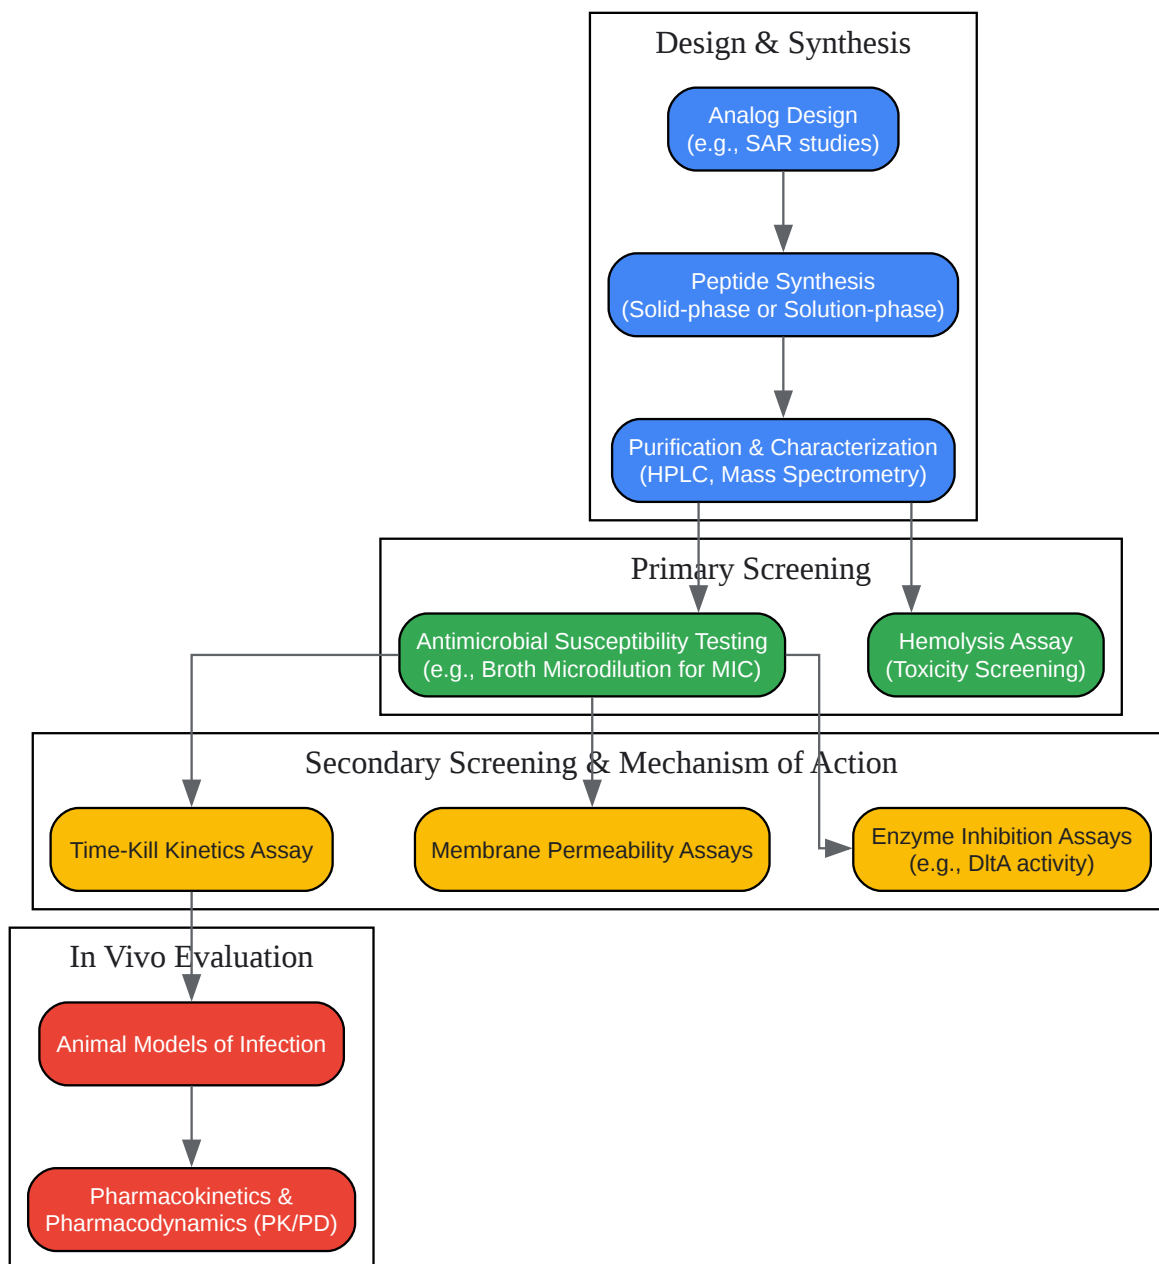 Design & Synthesis
Analog Design
(e.g., SAR studies)
Peptide Synthesis
(Solid-phase or Solution-phase)
Purification & Characterization
(HPLC, Mass Spectrometry)
Primary Screening
Antimicrobial Susceptibility Testing
(e.g., Broth Microdilution for MIC)
Hemolysis Assay
(Toxicity Screening)
Secondary Screening & Mechanism of Action
Time-Kill Kinetics Assay
Membrane Permeability Assays
Enzyme Inhibition Assays
(e.g., DltA activity)
In Vivo Evaluation
Animal Models of Infection
Pharmacokinetics &
Pharmacodynamics (PK/PD)